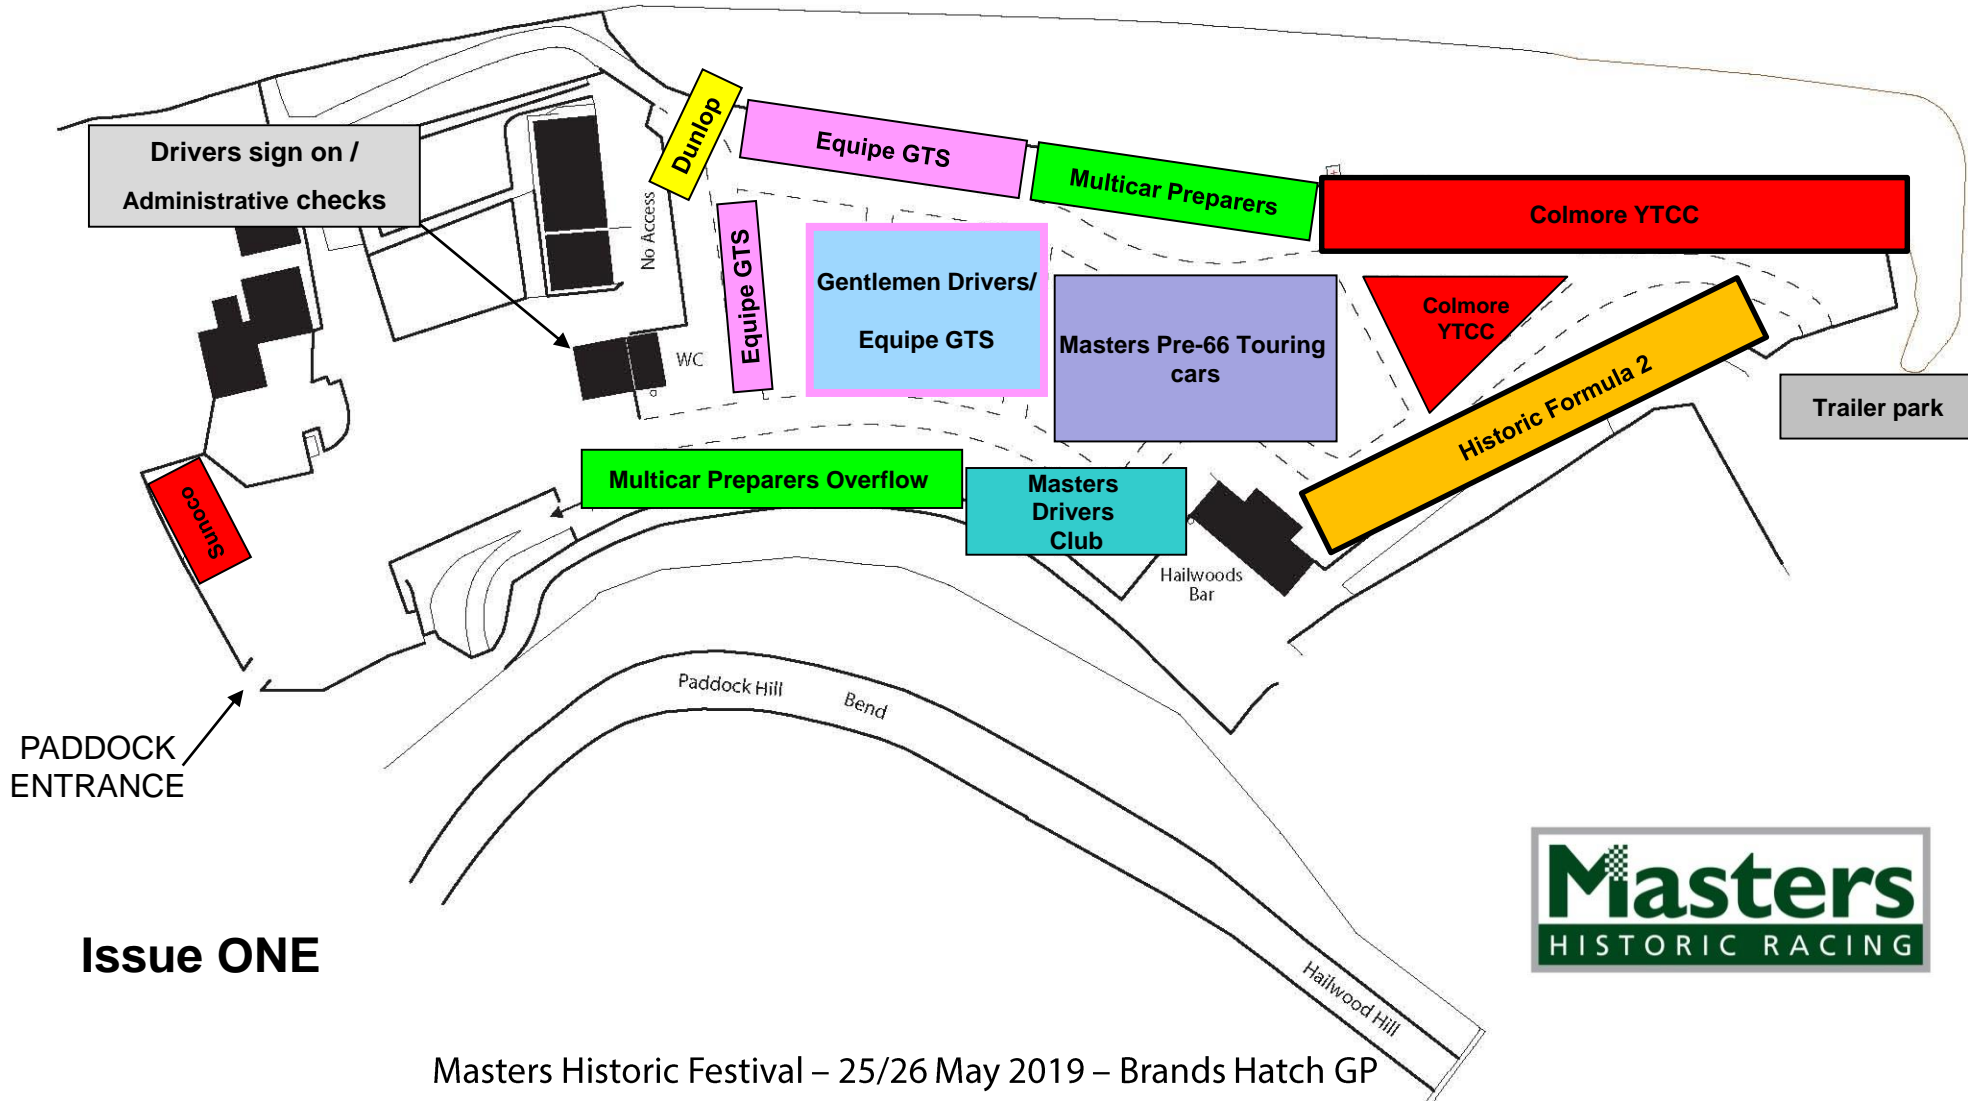 Drivers sign on /
Administrative checks
Dunlop
Equipe GTS
Multicar Preparers
Colmore YTCC
No Access
WC
Equipe GTS
Gentlemen Drivers/
Equipe GTS
Masters Pre-66 Touring
cars
Colmore
YTCC
Historic Formula 2
Trailer park
Sunoco
Multicar Preparers Overflow
Masters
Drivers
Club
Hailwoods
Bar
Paddock Hill Bend
PADDOCK
ENTRANCE
Hailwood Hill
Issue ONE
Masters
HISTORIC RACING
Masters Historic Festival – 25/26 May 2019 – Brands Hatch GP